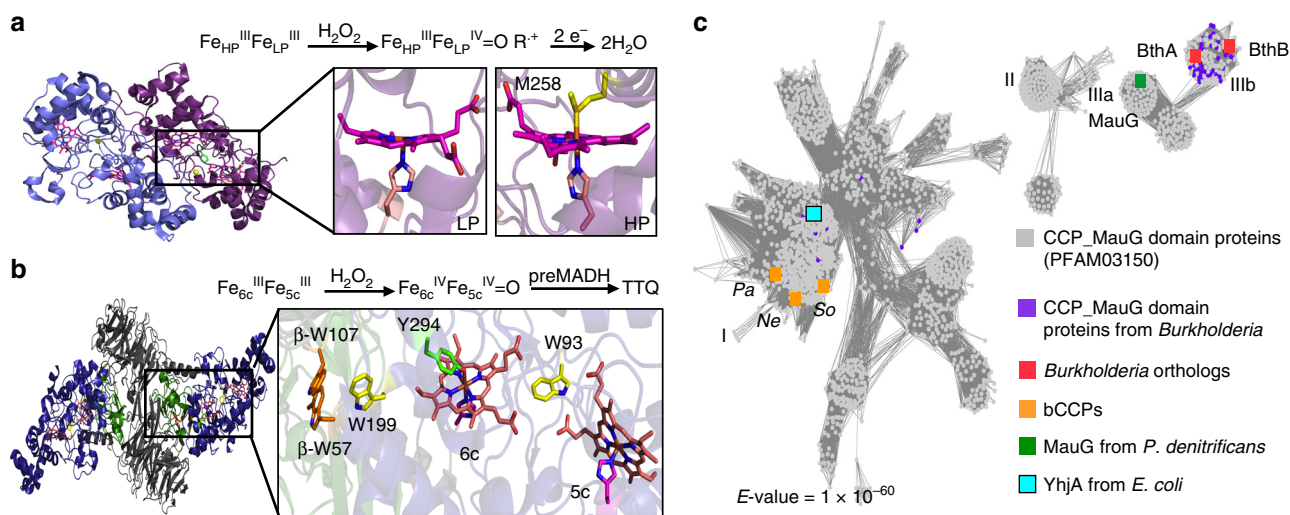 a
Fe_HP^III Fe_LP^III H2O2 Fe_HP^III Fe_LP^IV=O R·+ 2 e− 2H2O
M258
LP
HP
b
Fe_6c^III Fe_5c^III H2O2 Fe_6c^IV Fe_5c^IV=O preMADH TTQ
β-W107
Y294
W93
W199
β-W57
6c
5c
c
BthA
BthB
II
IIIa
IIIb
MauG
Pa
Ne
So
I
E-value = 1 × 10^−60
CCP_MauG domain proteins
(PFAM03150)
CCP_MauG domain
proteins from Burkholderia
Burkholderia orthologs
bCCPs
MauG from P. denitrificans
YhjA from E. coli